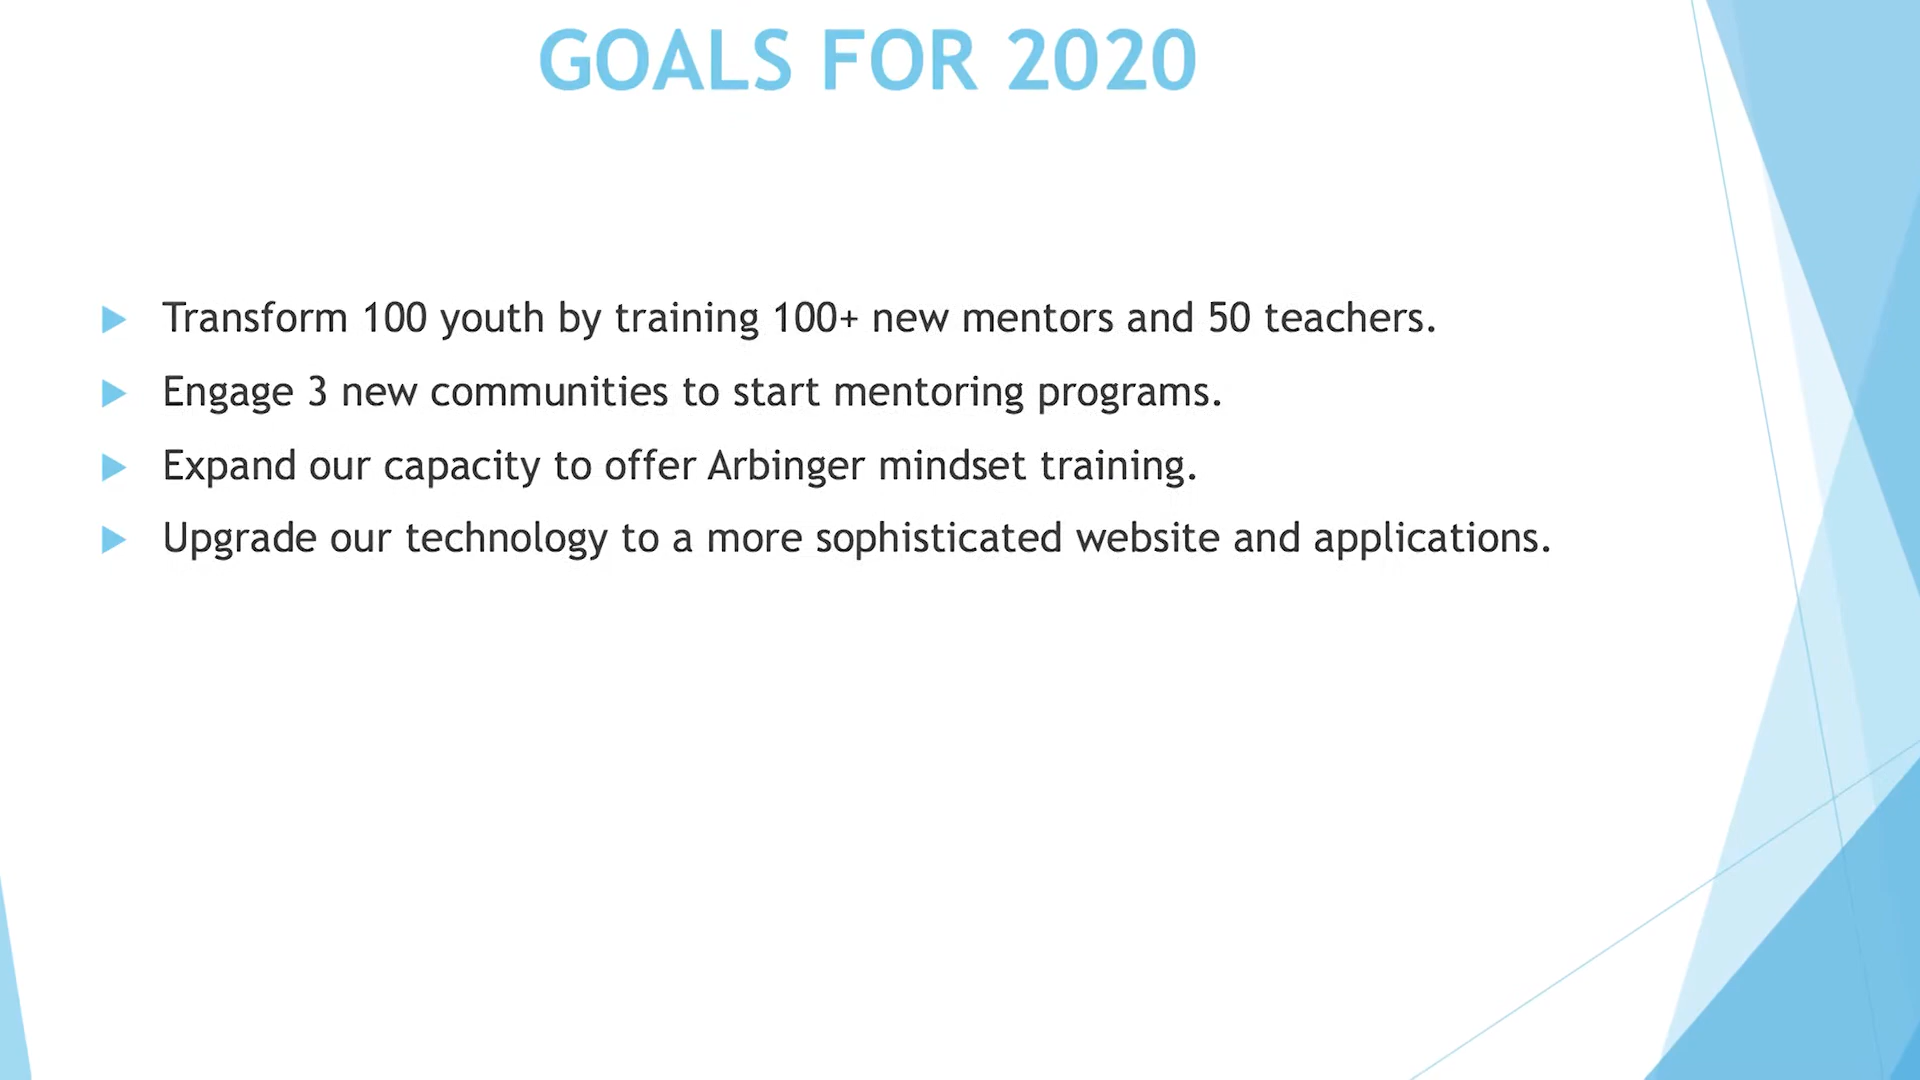 GOALS FOR 2020
Transform 100 youth by training 100+ new mentors and 50 teachers.
Engage 3 new communities to start mentoring programs.
Expand our capacity to offer Arbinger mindset training.
Upgrade our technology to a more sophisticated website and applications.